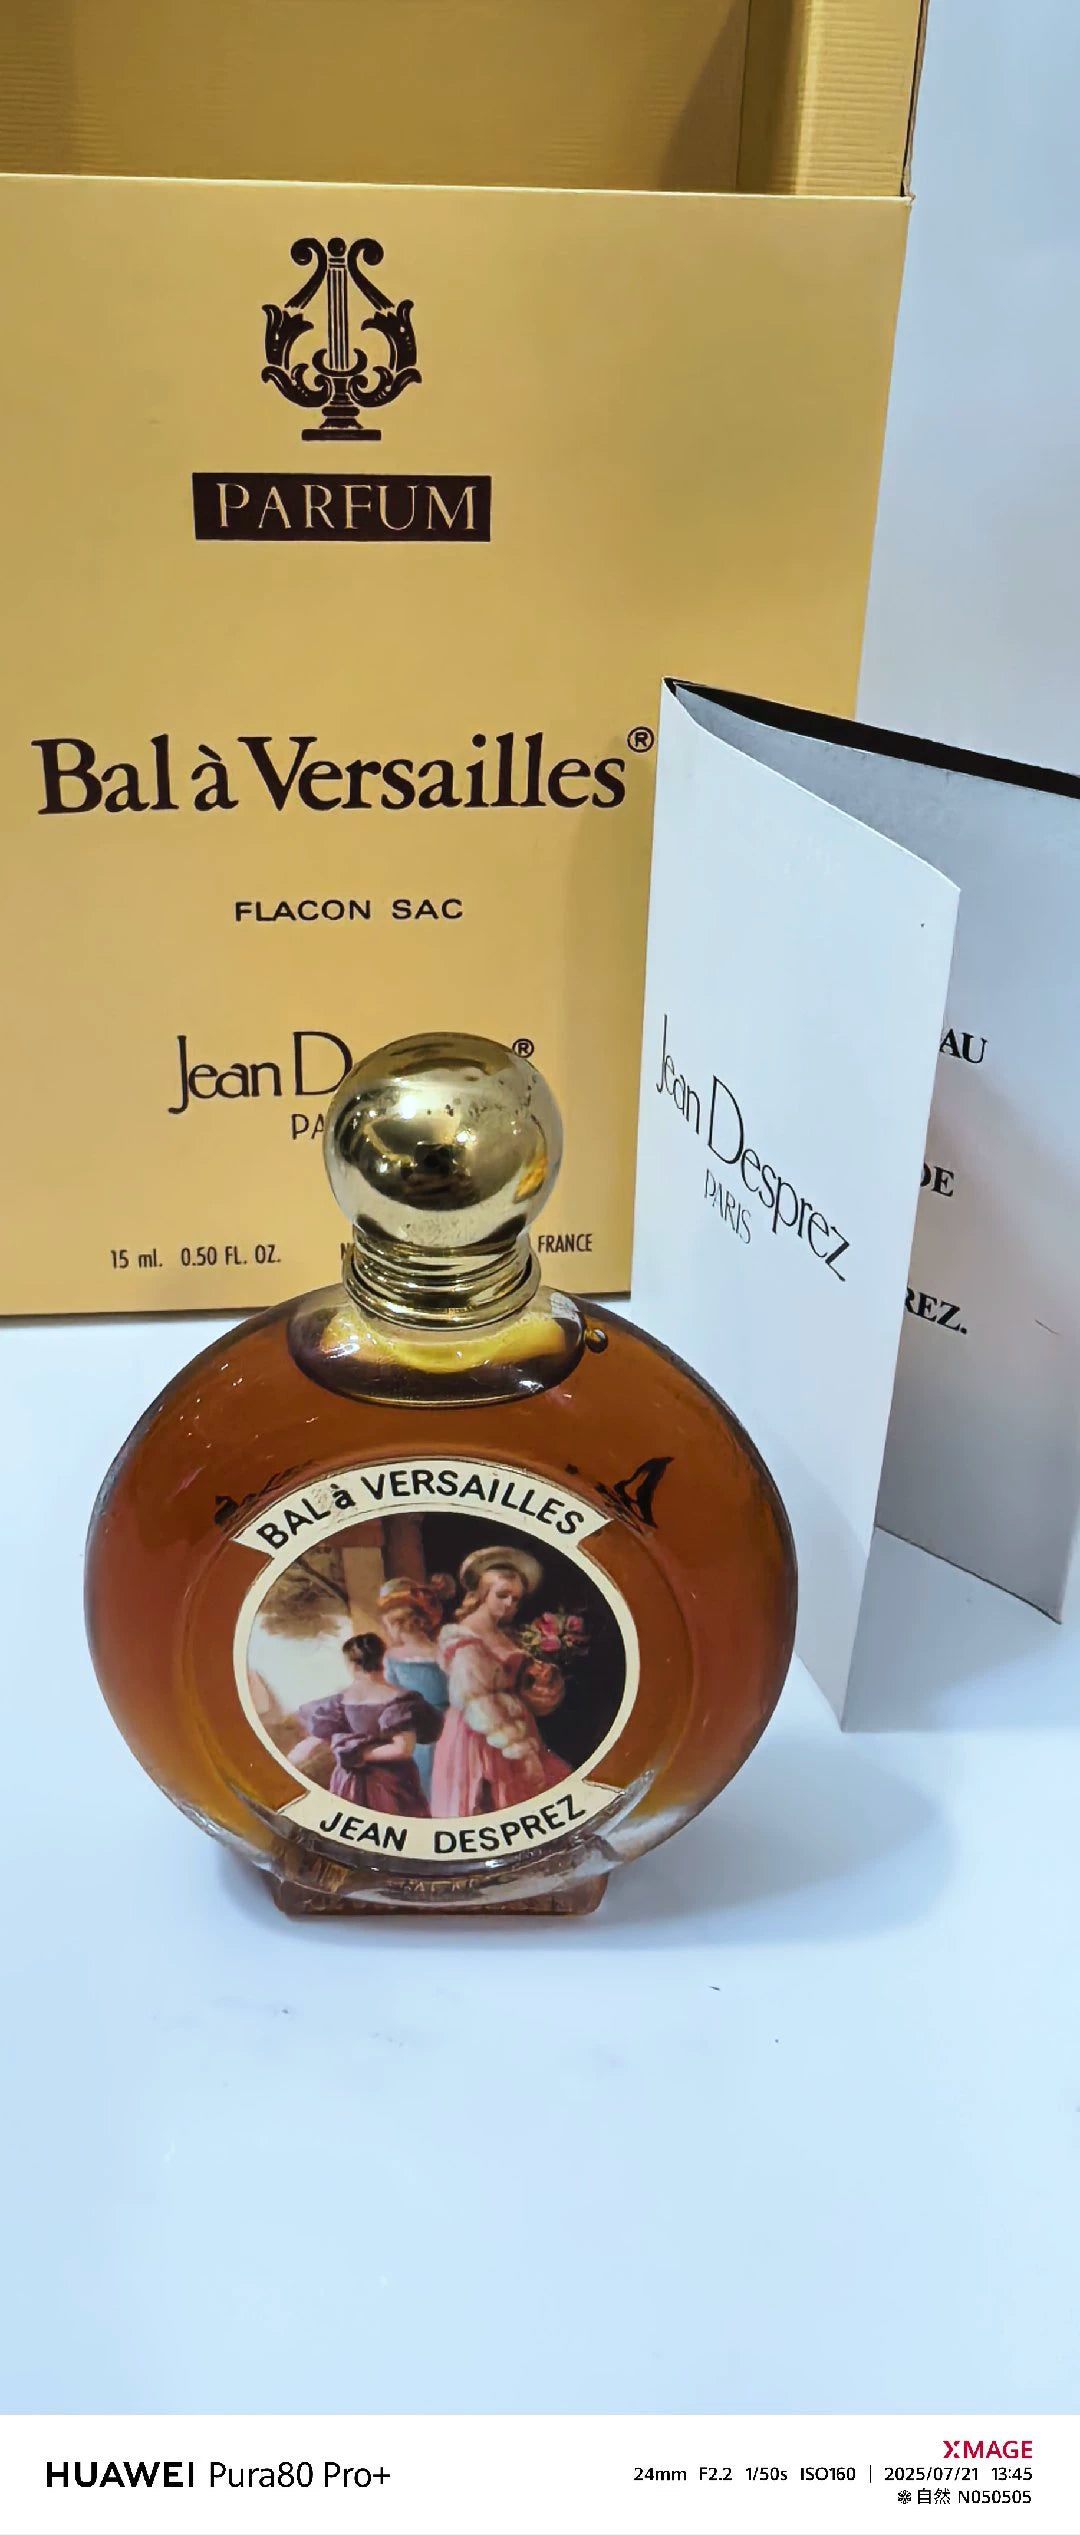 PARFUM
Bal à Versailles®
FLACON SAC
Jean D ®
PA
15 ml. 0.50 FL. OZ. FRANCE
Jean Desprez
PARIS
AU
DE
REZ.
BAL à VERSAILLES
JEAN DESPREZ
XMAGE
HUAWEI Pura80 Pro+
24mm F2.2 1/50s ISO160 | 2025/07/21 13:45
自然 N050505